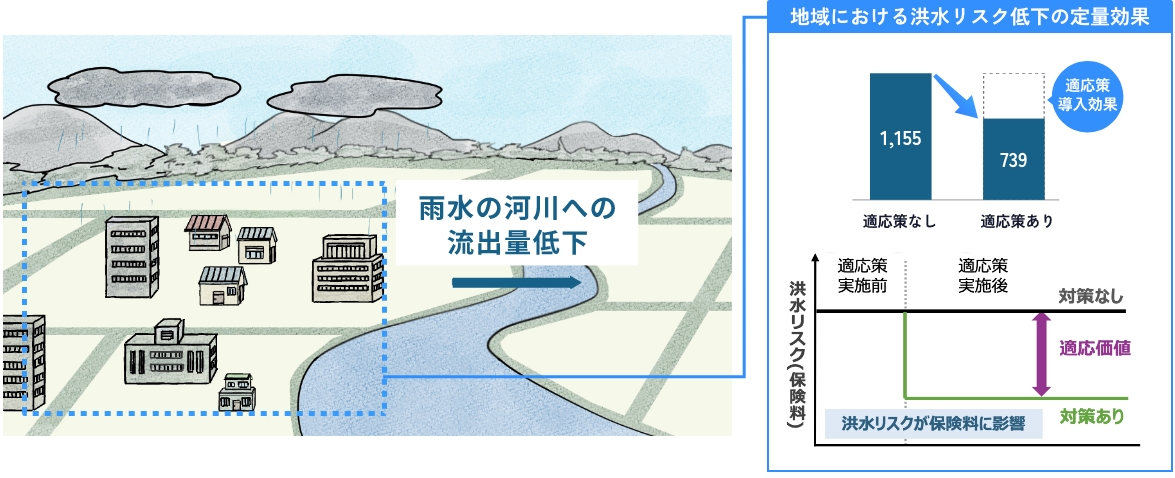 地域における洪水リスク低下の定量効果
適応策
導入効果
1,155
739
適応策なし
適応策あり
雨水の河川への
流出量低下
適応策
実施前
適応策
実施後
対策なし
適応価値
対策あり
洪水リスク(保険料)
洪水リスクが保険料に影響